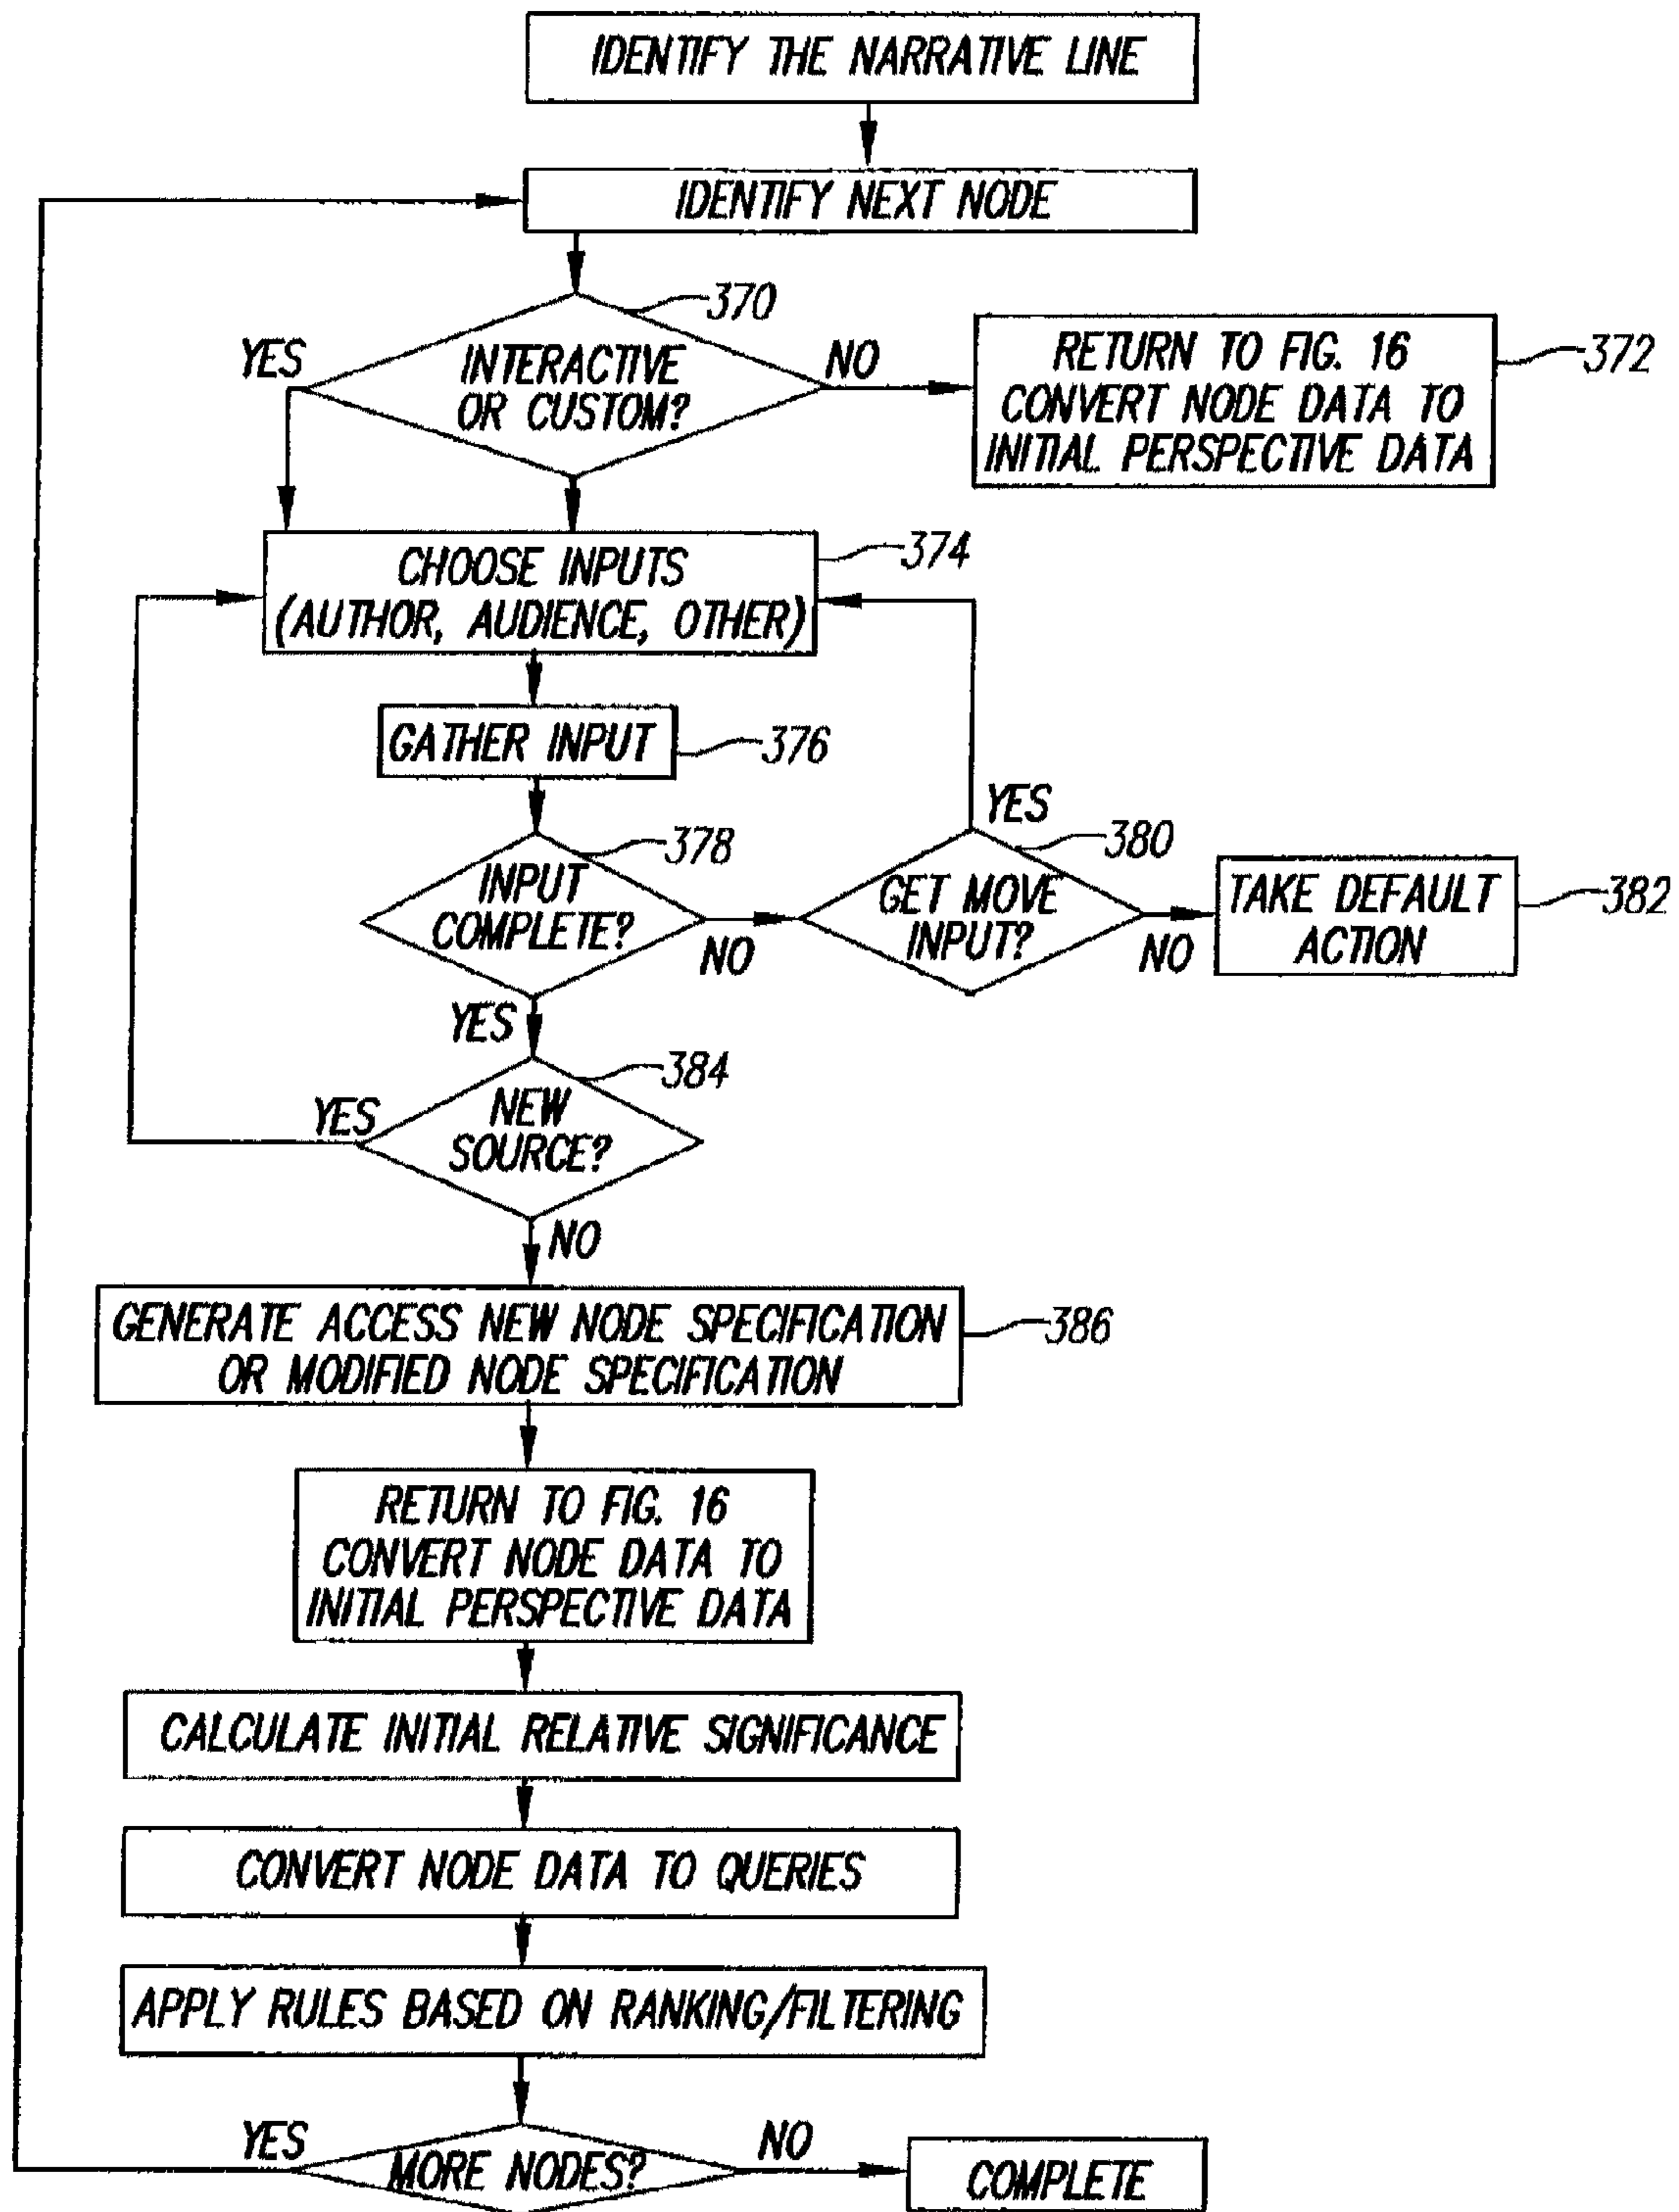 IDENTIFY THE NARRATIVE LINE
IDENTIFY NEXT NODE
370
YES
INTERACTIVE
OR CUSTOM?
NO
RETURN TO FIG. 16
CONVERT NODE DATA TO
INITIAL PERSPECTIVE DATA
372
CHOOSE INPUTS
(AUTHOR, AUDIENCE, OTHER)
374
GATHER INPUT
376
378
INPUT
COMPLETE?
NO
YES
380
GET MOVE
INPUT?
NO
TAKE DEFAULT
ACTION
382
YES
384
YES
NEW
SOURCE?
NO
GENERATE ACCESS NEW NODE SPECIFICATION
OR MODIFIED NODE SPECIFICATION
386
RETURN TO FIG. 16
CONVERT NODE DATA TO
INITIAL PERSPECTIVE DATA
CALCULATE INITIAL RELATIVE SIGNIFICANCE
CONVERT NODE DATA TO QUERIES
APPLY RULES BASED ON RANKING/FILTERING
YES
MORE NODES?
NO
COMPLETE